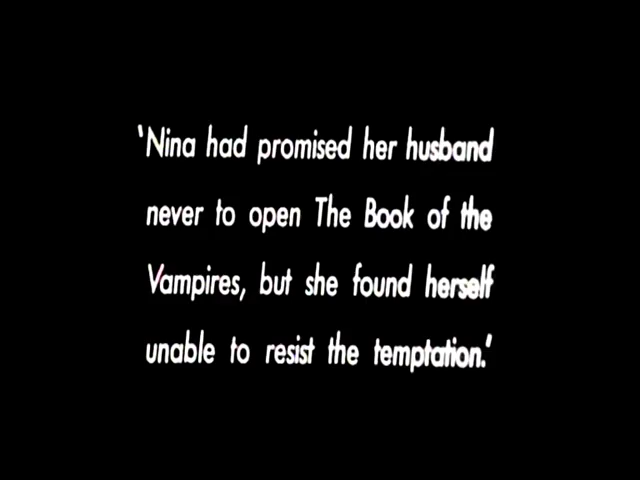 'Nina had promised her husband
never to open The Book of the
Vampires, but she found herself
unable to resist the temptation.'